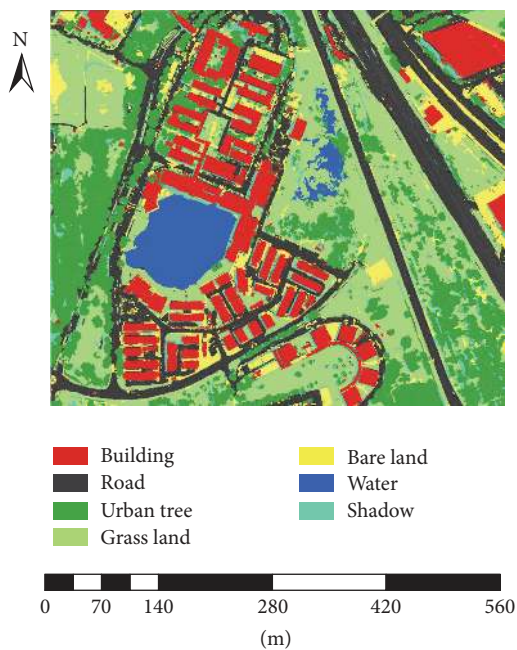 N
Building
Road
Urban tree
Grass land
Bare land
Water
Shadow
0 70 140 280 420 560
(m)